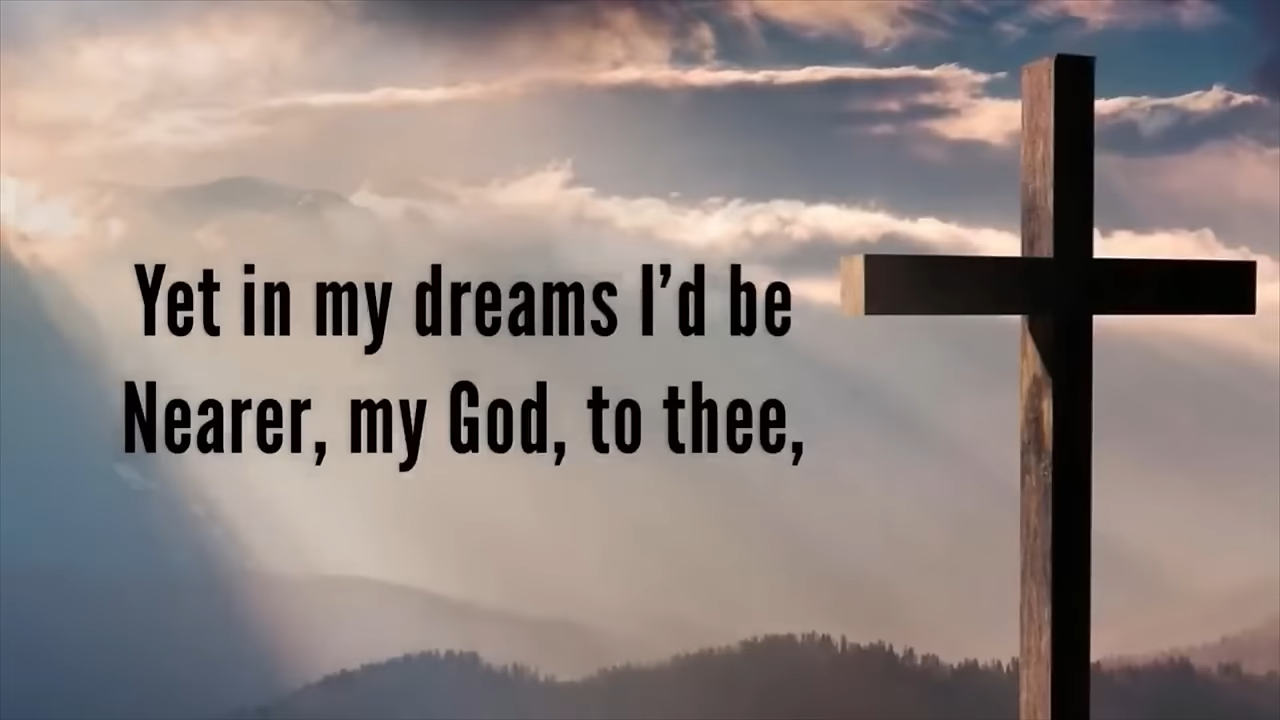 Yet in my dreams I’d be
Nearer, my God, to thee,